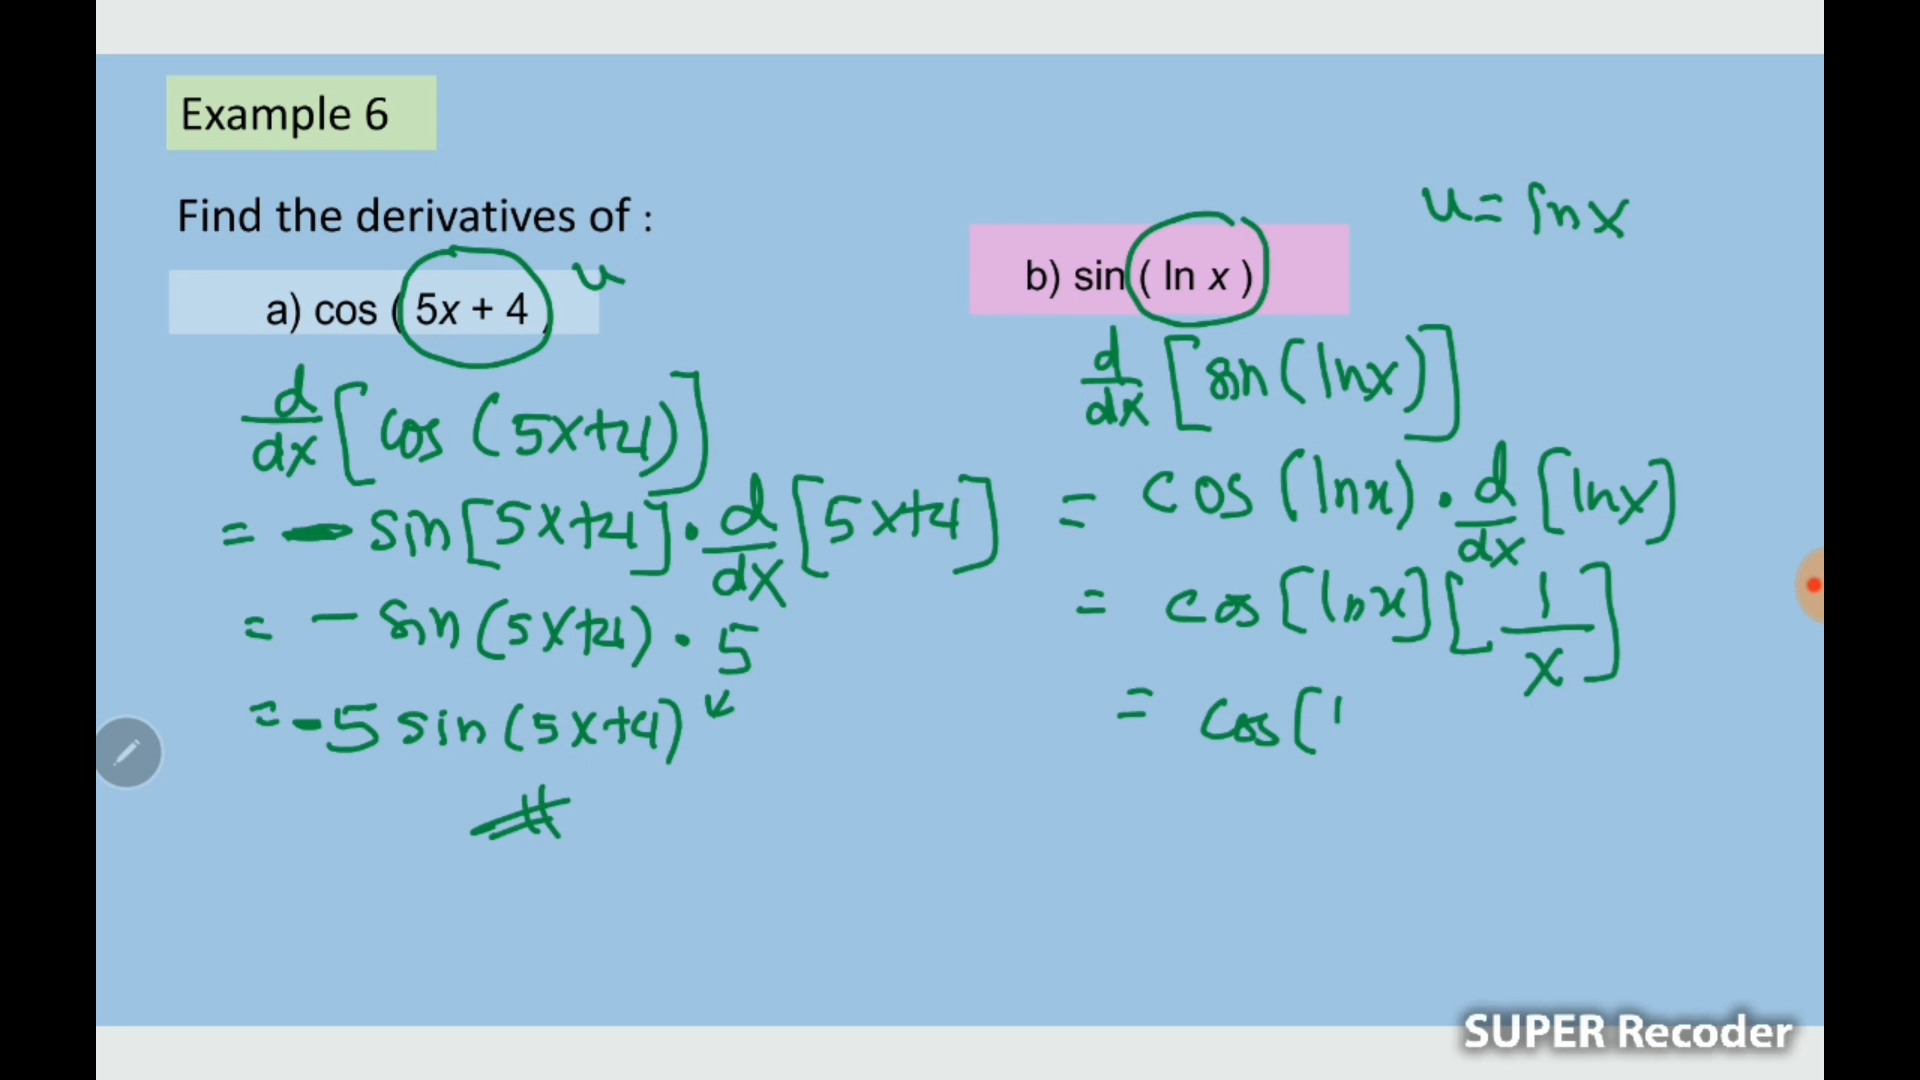 Example 6
Find the derivatives of :
a) cos ( 5x + 4 )
u
d/dx [cos (5x+4)]
= - sin[5x+4] · d/dx [5x+4]
= - sin (5x+4) · 5
= -5 sin (5x+4)
b) sin ( ln x )
u = ln x
d/dx [sin (ln x)]
= cos (ln x) · d/dx [ln x]
= cos [ln x] [1/x]
= cos [l
SUPER Recoder